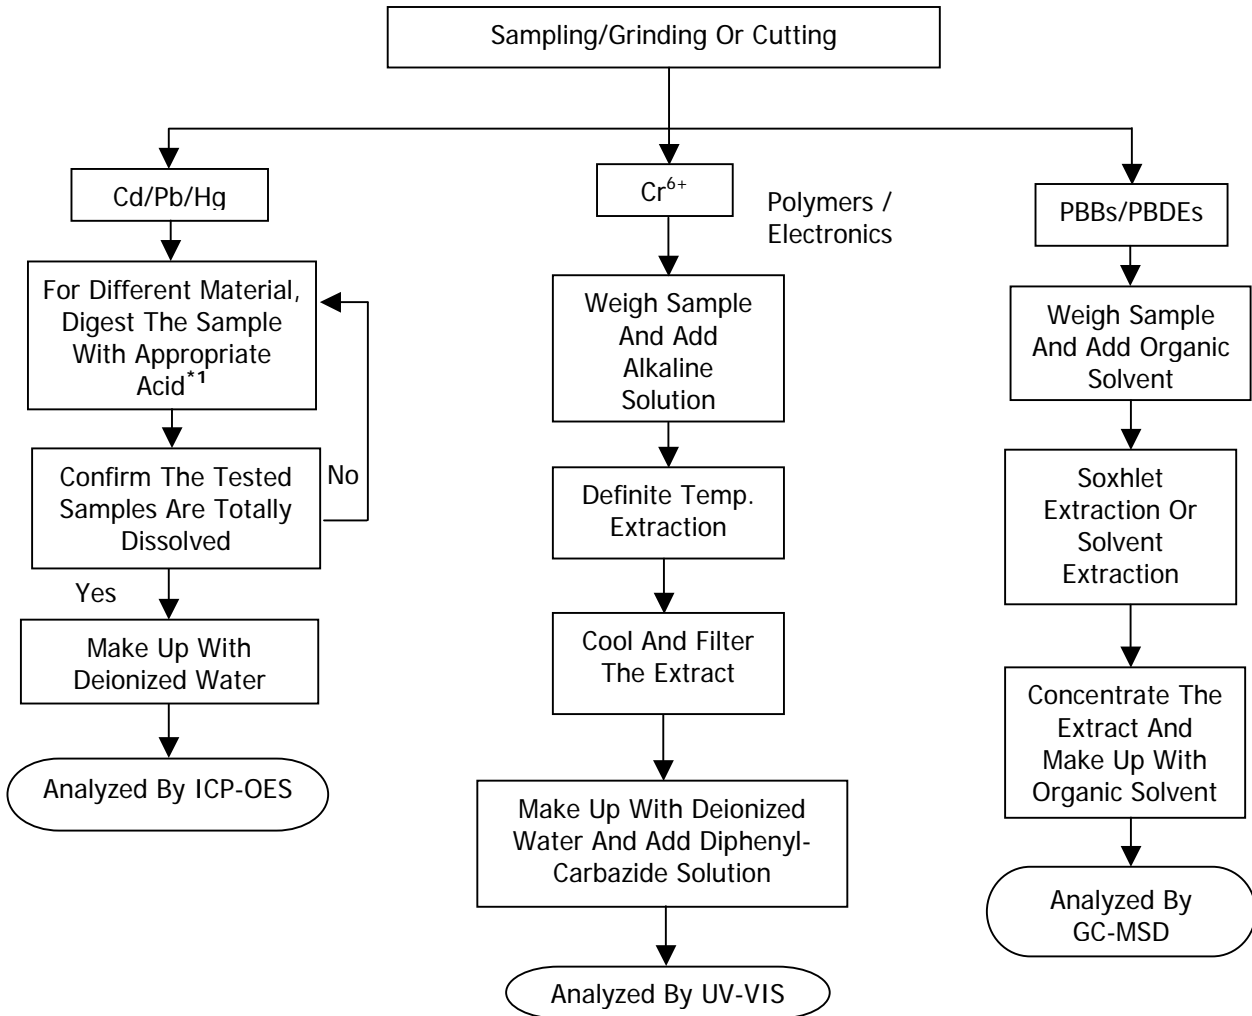 Sampling/Grinding Or Cutting
Cd/Pb/Hg
For Different Material,
Digest The Sample
With Appropriate
Acid*1
Confirm The Tested
Samples Are Totally
Dissolved
No
Yes
Make Up With
Deionized Water
Analyzed By ICP-OES
Cr6+
Polymers /
Electronics
Weigh Sample
And Add
Alkaline
Solution
Definite Temp.
Extraction
Cool And Filter
The Extract
Make Up With Deionized
Water And Add Diphenyl-
Carbazide Solution
Analyzed By UV-VIS
PBBs/PBDEs
Weigh Sample
And Add Organic
Solvent
Soxhlet
Extraction Or
Solvent
Extraction
Concentrate The
Extract And
Make Up With
Organic Solvent
Analyzed By
GC-MSD